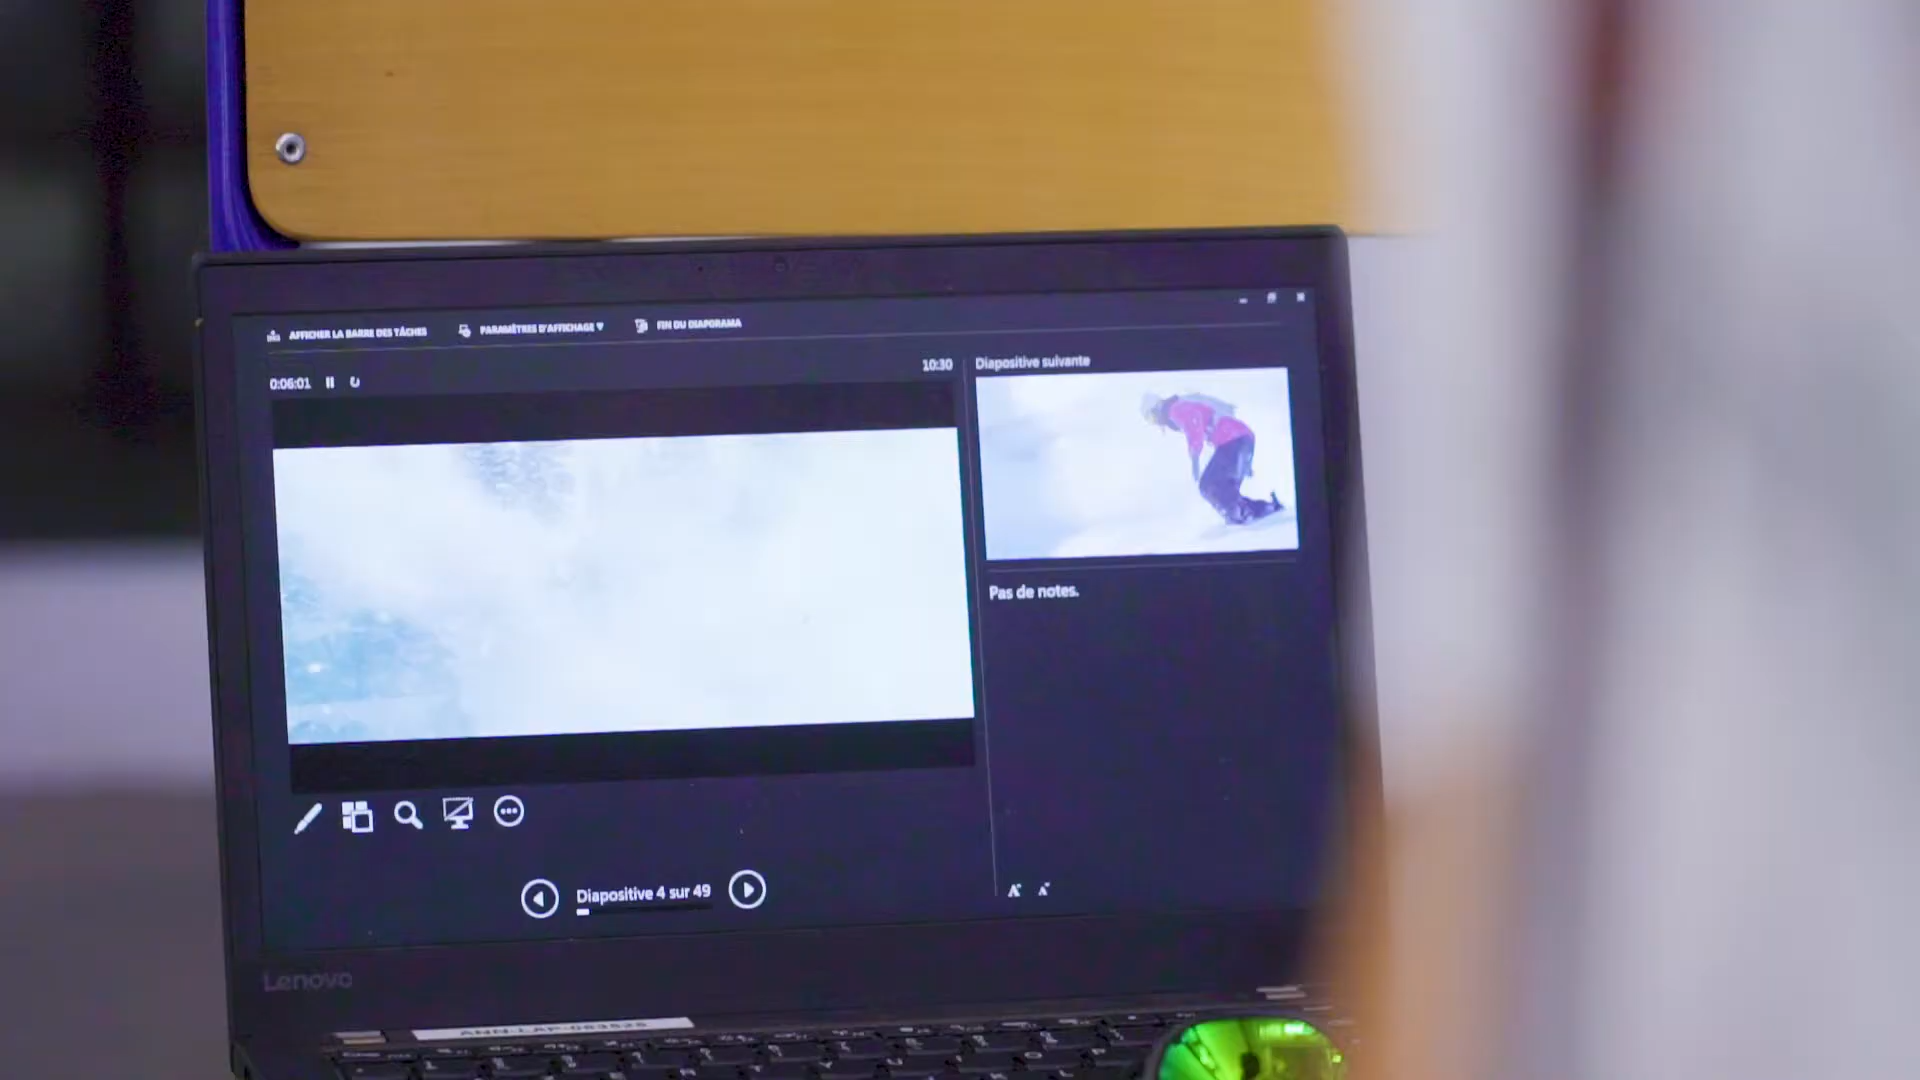 AFFICHER LA BARRE DES TÂCHES PARAMÈTRES D'AFFICHAGE ▼ FIN DU DIAPORAMA
0:06:01 10:30
Diapositive suivante
Pas de notes.
Diapositive 4 sur 49
A A
Lenovo